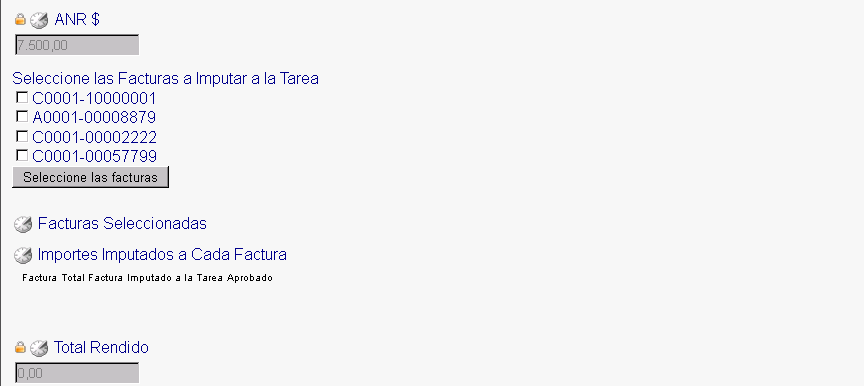 ANR $
7.500,00
Seleccione las Facturas a Imputar a la Tarea
C0001-10000001
A0001-00008879
C0001-00002222
C0001-00057799
Seleccione las facturas
Facturas Seleccionadas
Importes Imputados a Cada Factura
Factura Total Factura Imputado a la Tarea Aprobado
Total Rendido
0,00